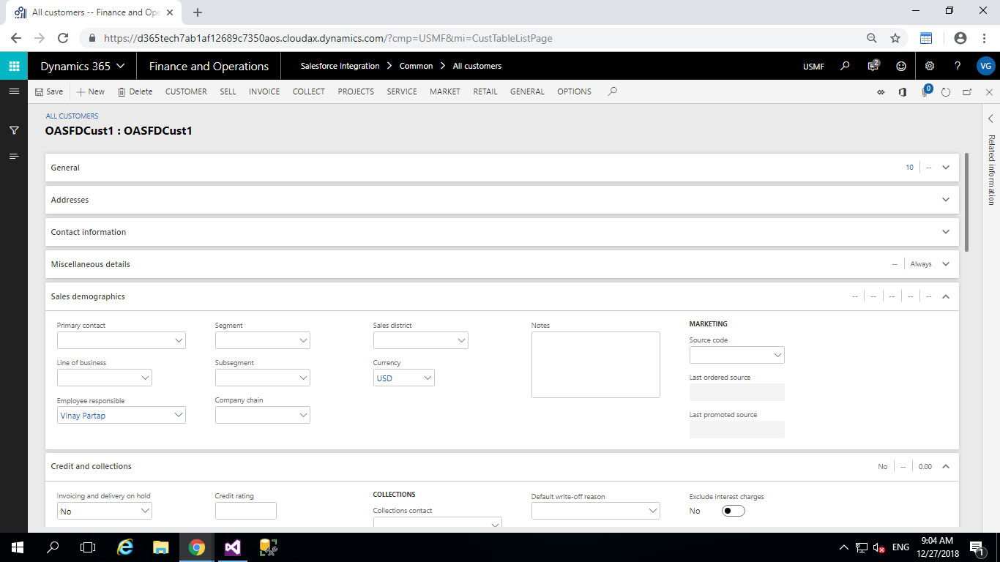 All customers -- Finance and Ope
https://d365tech7ab1af12689c7350aos.cloudax.dynamics.com/?cmp=USMF&mi=CustTableListPage
Dynamics 365 Finance and Operations Salesforce Integration Common All customers USMF 2 ? VG
Save New Delete CUSTOMER SELL INVOICE COLLECT PROJECTS SERVICE MARKET RETAIL GENERAL OPTIONS 0
ALL CUSTOMERS
OASFDCust1 : OASFDCust1
Related information
General 10 --
Addresses
Contact information
Miscellaneous details -- Always
Sales demographics -- -- -- -- --
Primary contact Segment Sales district Notes MARKETING
Source code
Line of business Subsegment Currency
USD
Last ordered source
Employee responsible Company chain
Vinay Partap
Last promoted source
Credit and collections No -- 0.00
Invoicing and delivery on hold Credit rating COLLECTIONS Default write-off reason Exclude interest charges
No Collections contact No
ENG 9:04 AM
12/27/2018 1